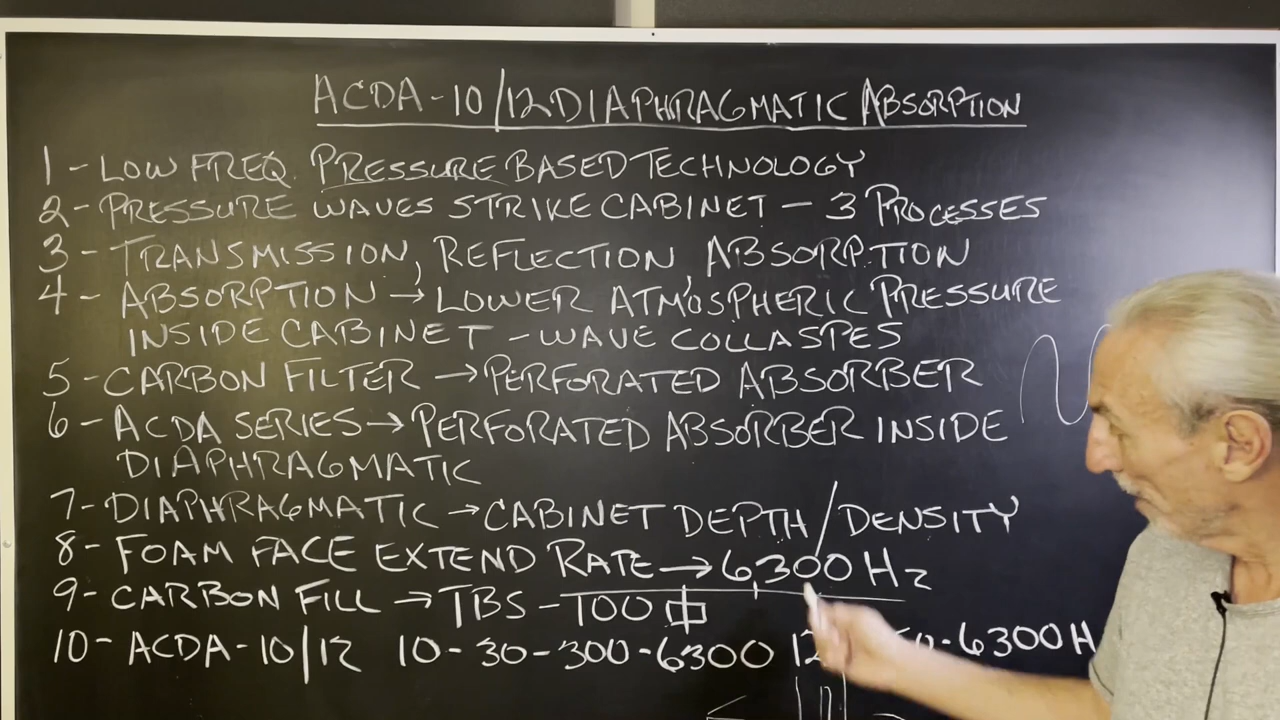 ACDA-10/12 DIAPHRAGMATIC ABSORPTION
1 - LOW FREQ. PRESSURE BASED TECHNOLOGY
2 - PRESSURE WAVES STRIKE CABINET - 3 PROCESSES
3 - TRANSMISSION, REFLECTION, ABSORPTION
4 - ABSORPTION → LOWER ATMOSPHERIC PRESSURE
INSIDE CABINET - WAVE COLLASPES
5 - CARBON FILTER → PERFORATED ABSORBER
6 - ACDA SERIES → PERFORATED ABSORBER INSIDE
DIAPHRAGMATIC
7 - DIAPHRAGMATIC → CABINET DEPTH/DENSITY
8 - FOAM FACE EXTEND RATE → 6,300 Hz
9 - CARBON FILL → TBS - TOO
10 - ACDA-10/12 10-30-300-6300 12 6300 H